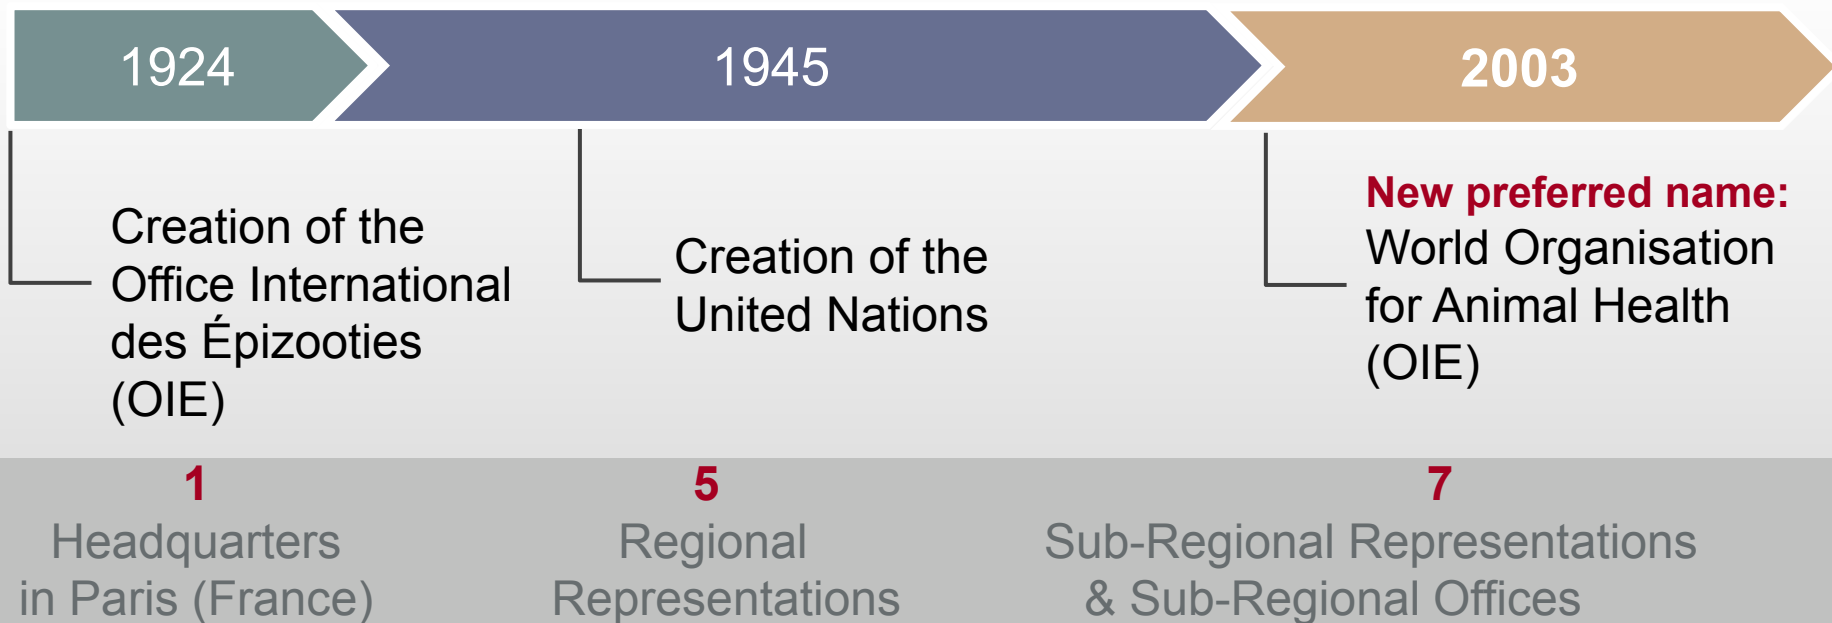 1924
1945
2003
Creation of the
Office International
des Épizooties
(OIE)
Creation of the
United Nations
New preferred name:
World Organisation
for Animal Health
(OIE)
1
Headquarters
in Paris (France)
5
Regional
Representations
7
Sub-Regional Representations
& Sub-Regional Offices